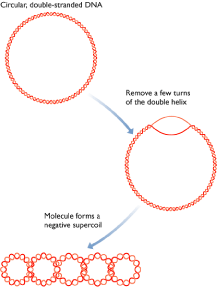 Circular, double-stranded DNA
Remove a few turns
of the double helix
Molecule forms a
negative supercoil